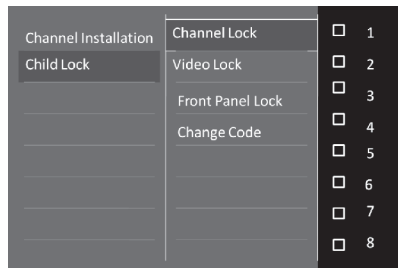 Channel Installation
Child Lock
Channel Lock
Video Lock
Front Panel Lock
Change Code
1
2
3
4
5
6
7
8